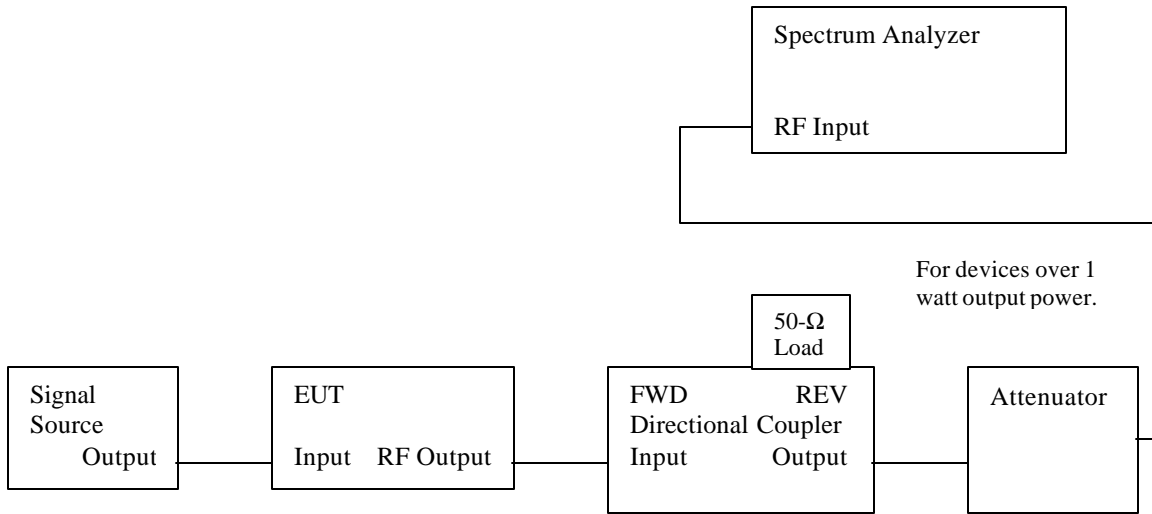 Spectrum Analyzer
RF Input
For devices over 1
watt output power.
50-Ω
Load
Signal
Source
Output
EUT
Input RF Output
FWD REV
Directional Coupler
Input Output
Attenuator